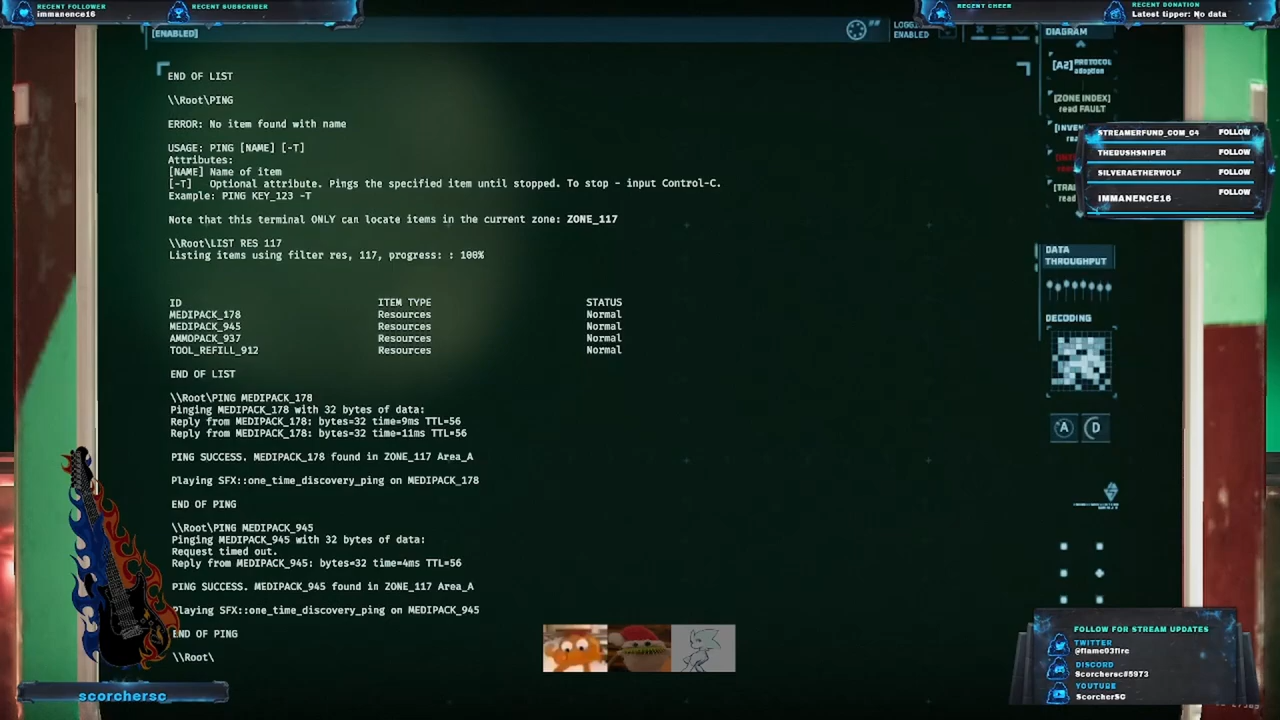 RECENT FOLLOWER
immanence16
RECENT SUBSCRIBER
RECENT CHEER
RECENT DONATION
Latest tipper: No data
[ENABLED]
ENABLED
END OF LIST
\\Root\PING
ERROR: No item found with name
USAGE: PING [NAME] [-T]
Attributes:
[NAME] Name of item
[-T] Optional attribute. Pings the specified item until stopped. To stop - input Control-C.
Example: PING KEY_123 -T
Note that this terminal ONLY can locate items in the current zone: ZONE_117
\\Root\LIST RES 117
Listing items using filter res, 117, progress: : 100%
ID ITEM TYPE STATUS
MEDIPACK_178 Resources Normal
MEDIPACK_945 Resources Normal
AMMOPACK_937 Resources Normal
TOOL_REFILL_912 Resources Normal
END OF LIST
\\Root\PING MEDIPACK_178
Pinging MEDIPACK_178 with 32 bytes of data:
Reply from MEDIPACK_178: bytes=32 time=9ms TTL=56
Reply from MEDIPACK_178: bytes=32 time=11ms TTL=56
PING SUCCESS. MEDIPACK_178 found in ZONE_117 Area_A
Playing SFX::one_time_discovery_ping on MEDIPACK_178
END OF PING
\\Root\PING MEDIPACK_945
Pinging MEDIPACK_945 with 32 bytes of data:
Request timed out.
Reply from MEDIPACK_945: bytes=32 time=4ms TTL=56
PING SUCCESS. MEDIPACK_945 found in ZONE_117 Area_A
Playing SFX::one_time_discovery_ping on MEDIPACK_945
END OF PING
\\Root\
DIAGRAM
[A2] PROTOCOL
adoption
[ZONE INDEX]
read FAULT
STREAMERFUND_COM_C4 FOLLOW
THEBUSHSNIPER FOLLOW
SILVERAETHERWOLF FOLLOW
IMMANENCE16 FOLLOW
DATA
THROUGHPUT
DECODING
A D
FOLLOW FOR STREAM UPDATES
TWITTER
@flame03fire
DISCORD
Scorchersc#5973
YOUTUBE
ScorcherSC
scorchersc